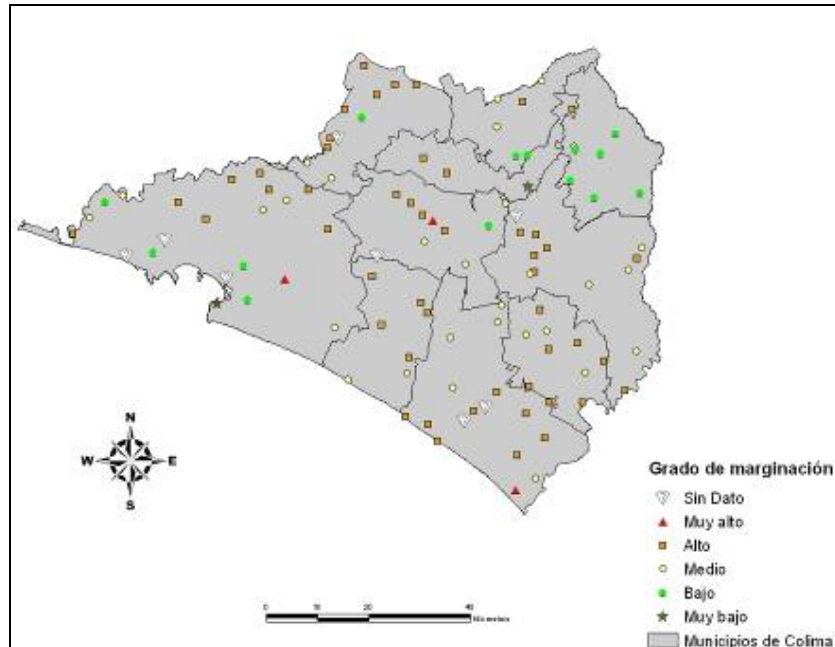 N
W E
S
Grado de marginación
Sin Dato
Muy alto
Alto
Medio
Bajo
Muy bajo
Municipios de Colima
0 10 20 40